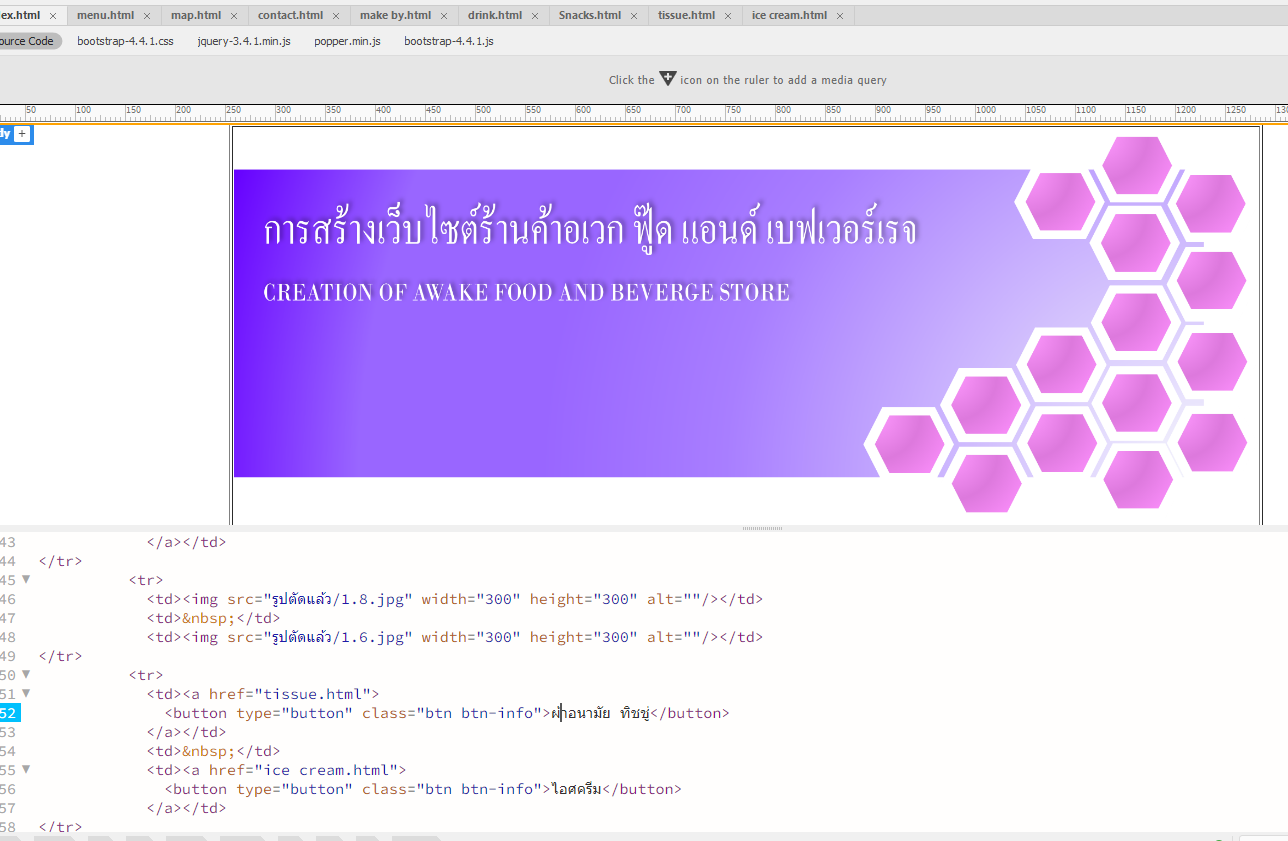 ex.html × menu.html × map.html × contact.html × make by.html × drink.html × Snacks.html × tissue.html × ice cream.html ×
ource Code bootstrap-4.4.1.css jquery-3.4.1.min.js popper.min.js bootstrap-4.4.1.js
Click the icon on the ruler to add a media query
50 100 150 200 250 300 350 400 450 500 550 600 650 700 750 800 850 900 950 1000 1050 1100 1150 1200 1250 130
dy +
การสร้างเว็บไซต์ร้านค้าอเวก ฟู๊ด แอนด์ เบฟเวอร์เรจ
CREATION OF AWAKE FOOD AND BEVERGE STORE
43 </a></td>
44 </tr>
45 <tr>
46 <td><img src="รูปตัดแล้ว/1.8.jpg" width="300" height="300" alt=""/></td>
47 <td>&nbsp;</td>
48 <td><img src="รูปตัดแล้ว/1.6.jpg" width="300" height="300" alt=""/></td>
49 </tr>
50 <tr>
51 <td><a href="tissue.html">
52 <button type="button" class="btn btn-info">ผ่าอนามัย ทิชชู่</button>
53 </a></td>
54 <td>&nbsp;</td>
55 <td><a href="ice cream.html">
56 <button type="button" class="btn btn-info">ไอศครีม</button>
57 </a></td>
58 </tr>